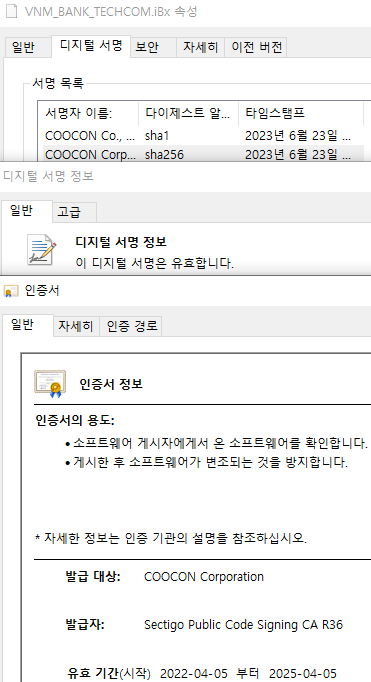 VNM_BANK_TECHCOM.iBx 속성
일반 디지털 서명 보안 자세히 이전 버전
서명 목록
서명자 이름: 다이제스트 알... 타임스탬프
COOCON Co., ... sha1 2023년 6월 23일 ...
COOCON Corp... sha256 2023년 6월 23일 ...
디지털 서명 정보
일반 고급
디지털 서명 정보
이 디지털 서명은 유효합니다.
인증서
일반 자세히 인증 경로
인증서 정보
인증서의 용도:
• 소프트웨어 게시자에게서 온 소프트웨어를 확인합니다.
• 게시한 후 소프트웨어가 변조되는 것을 방지합니다.
* 자세한 정보는 인증 기관의 설명을 참조하십시오.
발급 대상: COOCON Corporation
발급자: Sectigo Public Code Signing CA R36
유효 기간(시작) 2022-04-05 부터 2025-04-05